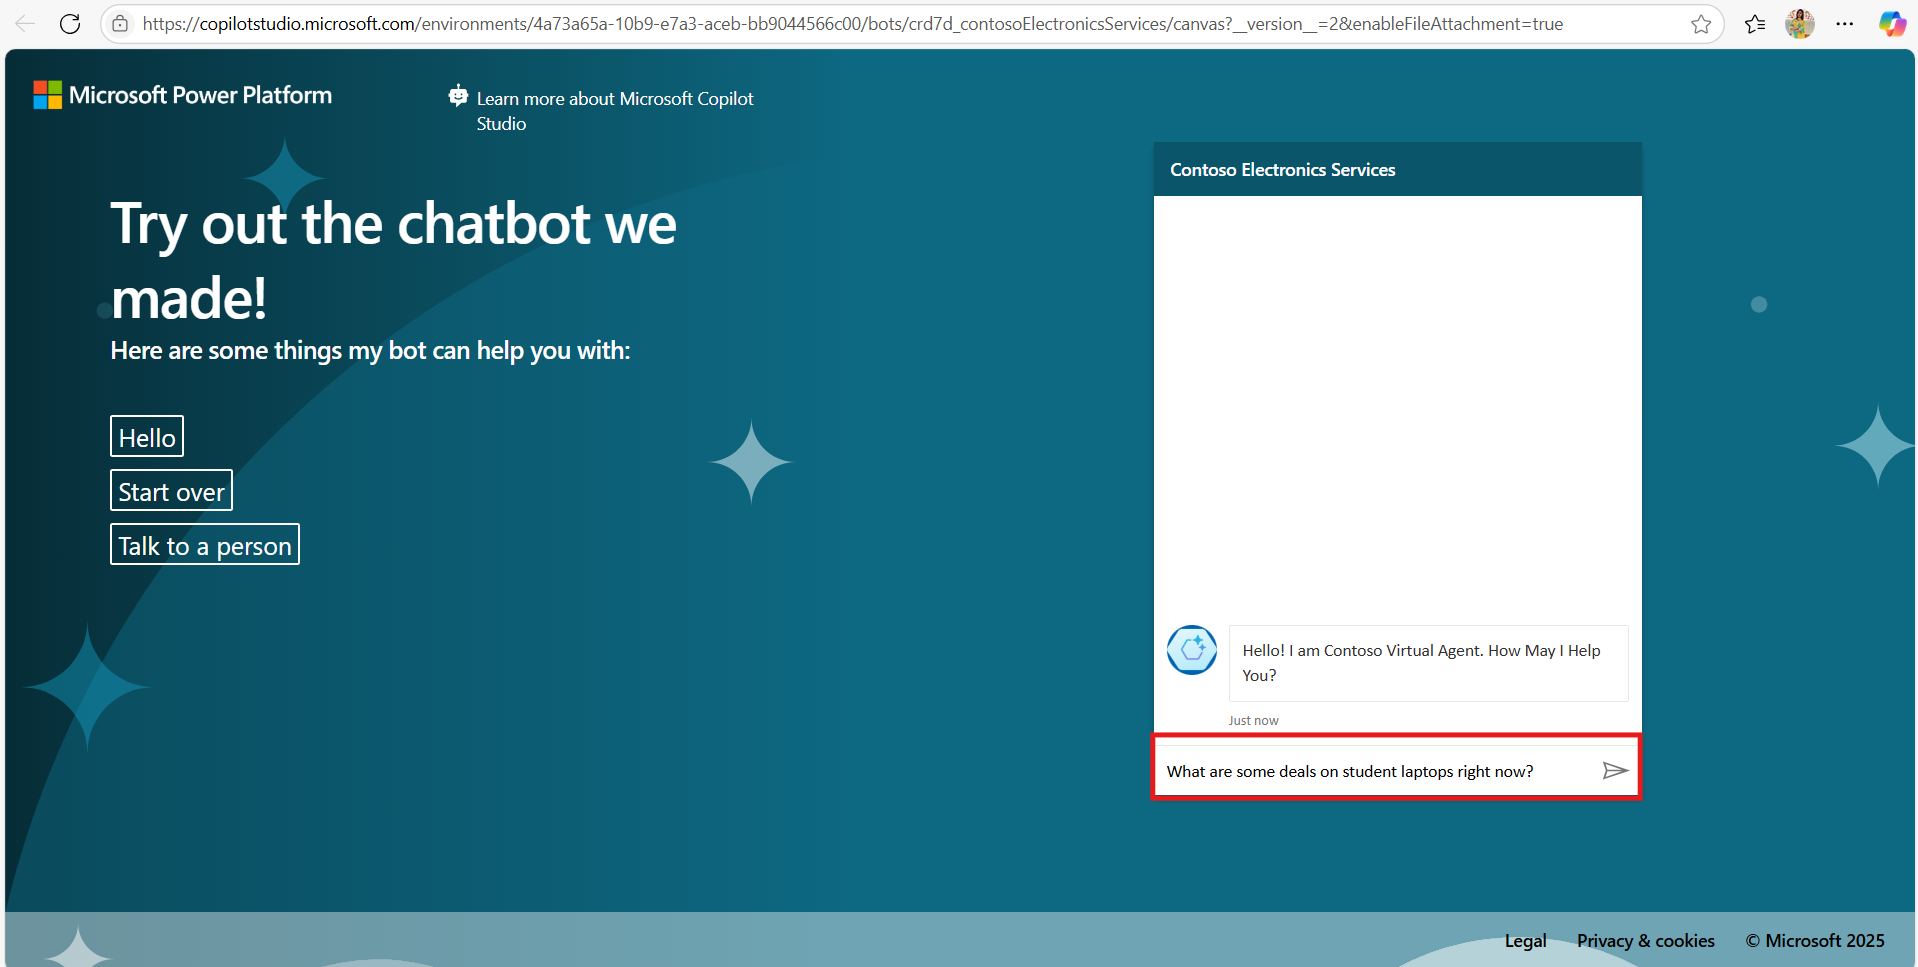 https://copilotstudio.microsoft.com/environments/4a73a65a-10b9-e7a3-aceb-bb9044566c00/bots/crd7d_contosoElectronicsServices/canvas?__version__=2&enableFileAttachment=true
Microsoft Power Platform
Learn more about Microsoft Copilot
Studio
Try out the chatbot we
made!
Here are some things my bot can help you with:
Hello
Start over
Talk to a person
Contoso Electronics Services
Hello! I am Contoso Virtual Agent. How May I Help
You?
Just now
What are some deals on student laptops right now?
Legal
Privacy & cookies
© Microsoft 2025